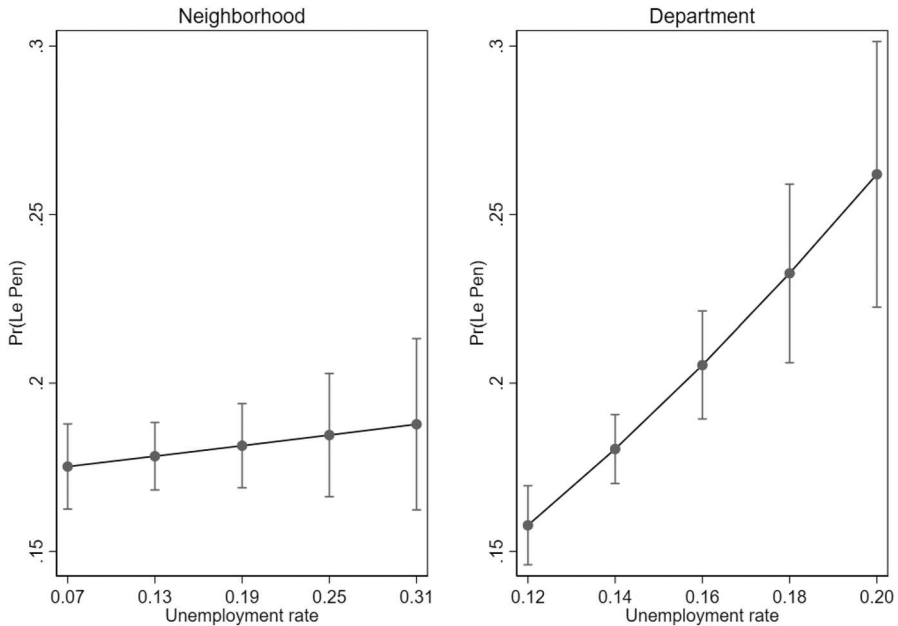 Neighborhood
Department
Pr(Le Pen)
.3
.25
.2
.15
0.07 0.13 0.19 0.25 0.31
Unemployment rate
Pr(Le Pen)
.3
.25
.2
.15
0.12 0.14 0.16 0.18 0.20
Unemployment rate